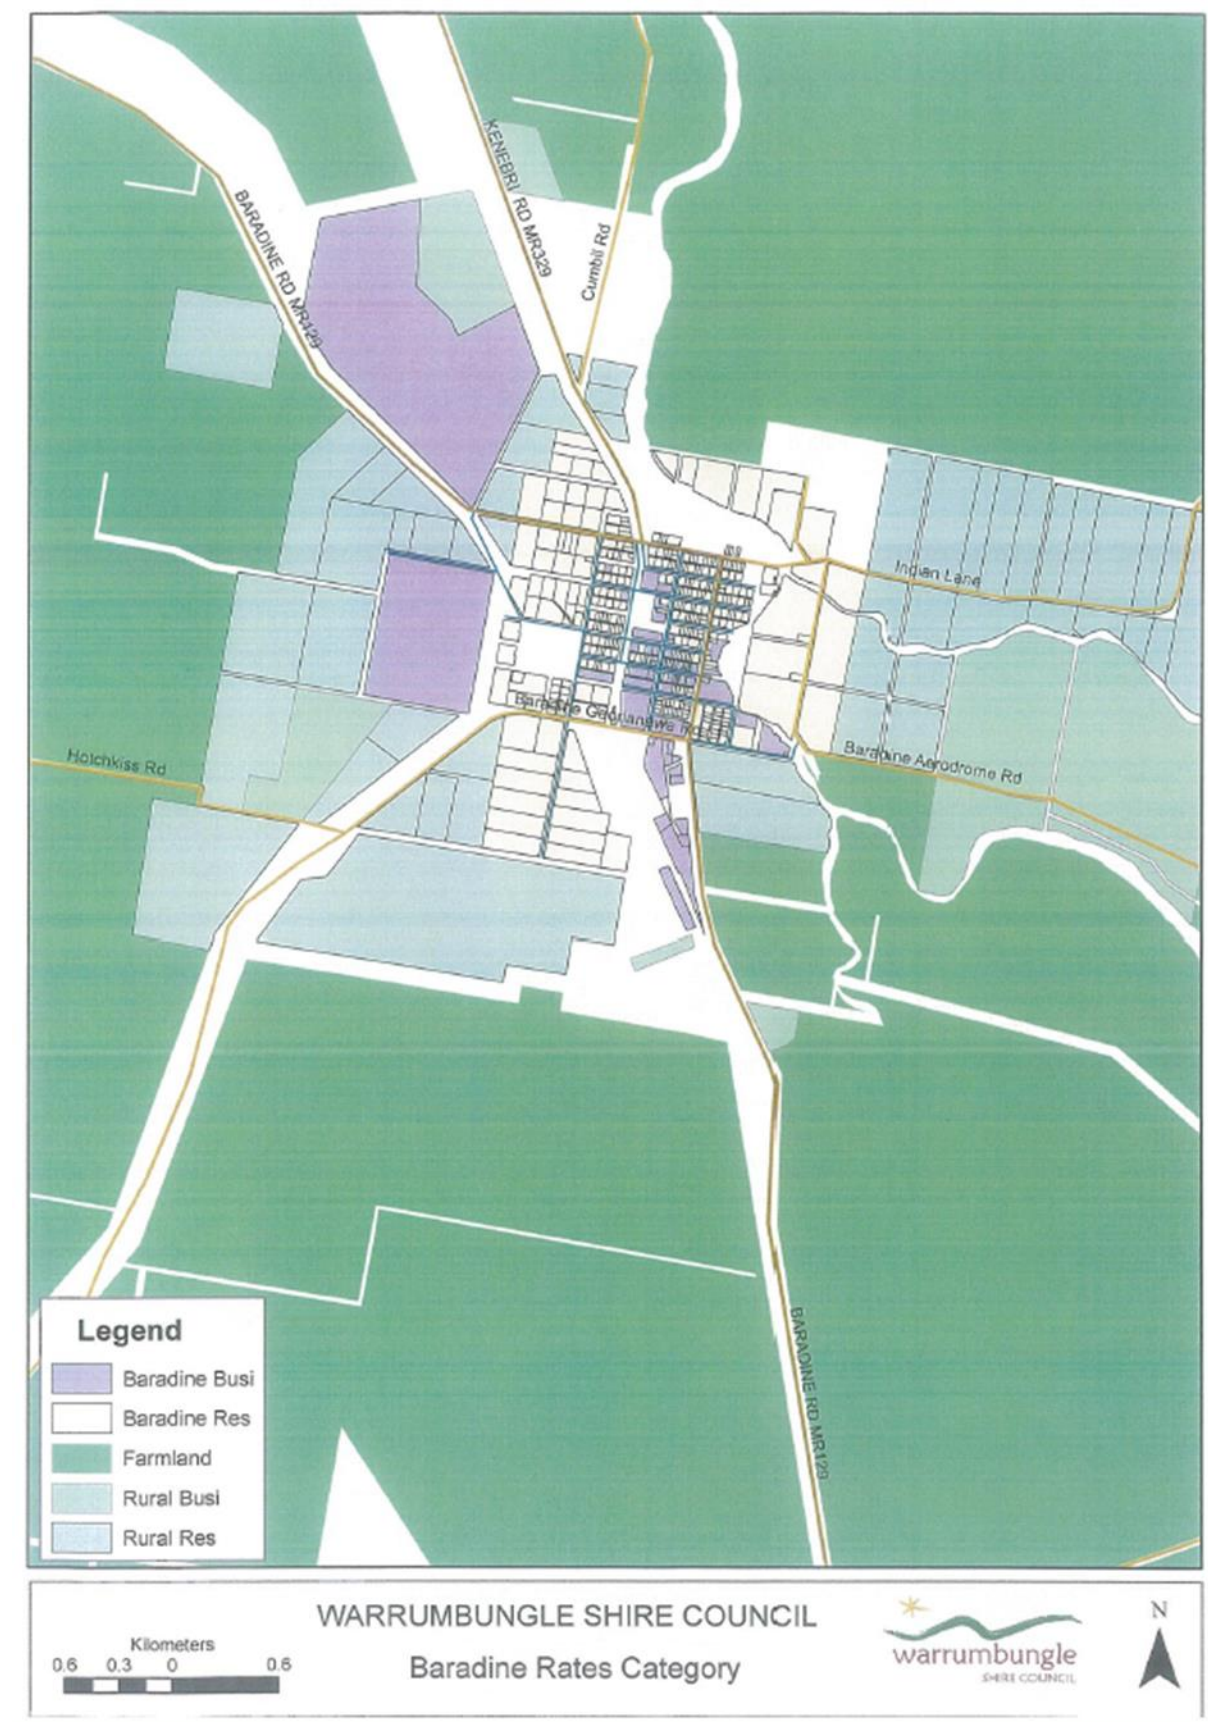 KENEBRI RD MR329
BARADINE RD MR129
Cumbil Rd
Indian Lane
Baradine Goorianawa
Baradine Aerodrome Rd
Hotchkiss Rd
BARADINE RD MR129
Legend
Baradine Busi
Baradine Res
Farmland
Rural Busi
Rural Res
WARRUMBUNGLE SHIRE COUNCIL
Baradine Rates Category
Kilometers
0.6 0.3 0 0.6
warrumbungle
SHIRE COUNCIL
N